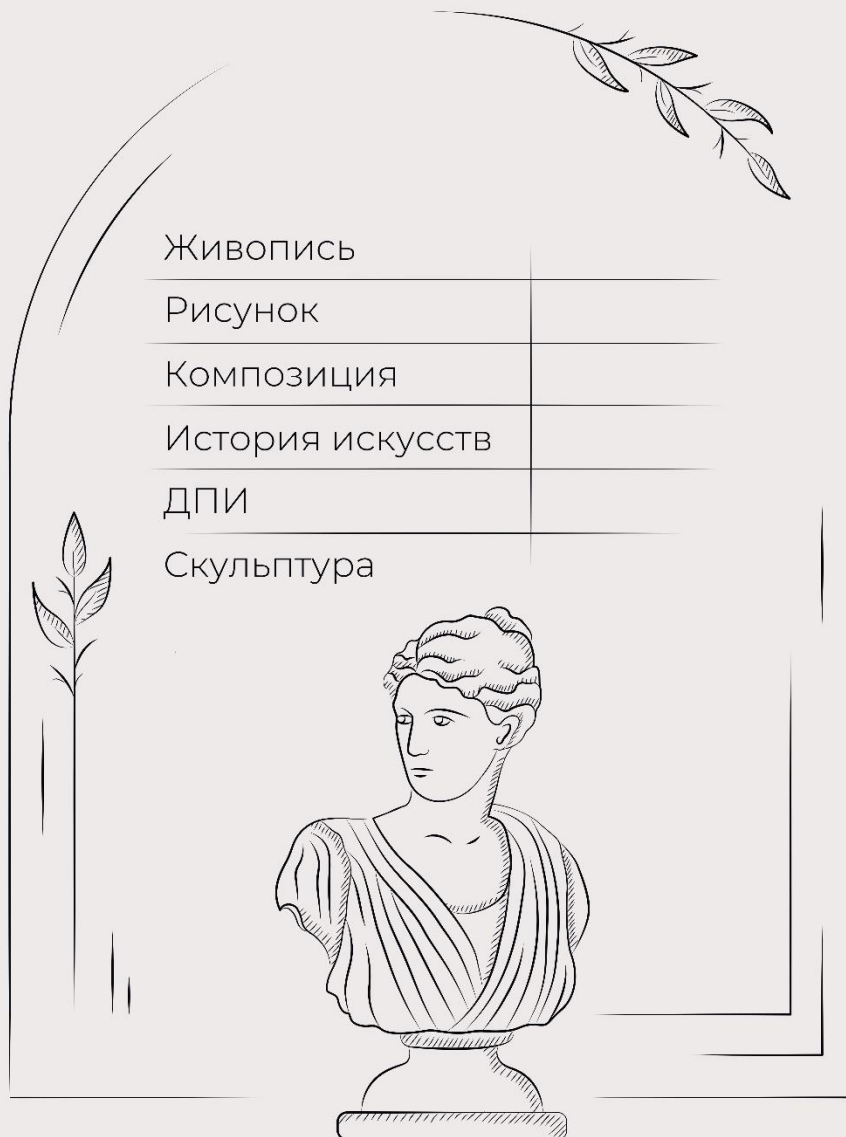 Живопись
Рисунок
Композиция
История искусств
ДПИ
Скульптура